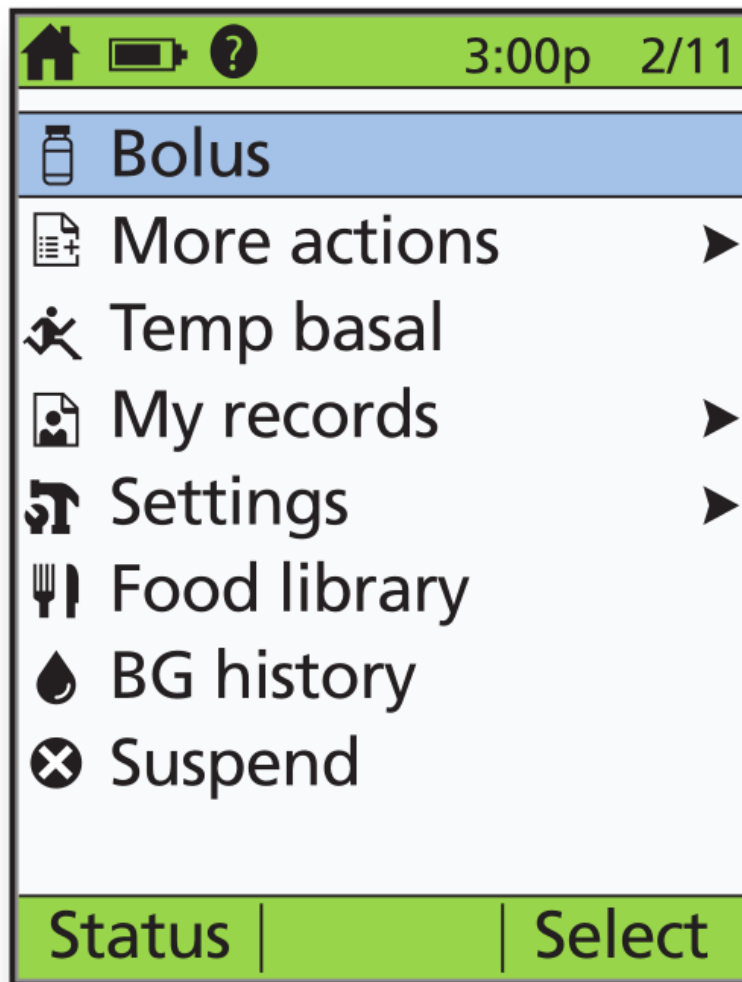 ? 3:00p 2/11
Bolus
More actions
Temp basal
My records
Settings
Food library
BG history
Suspend
Status Select